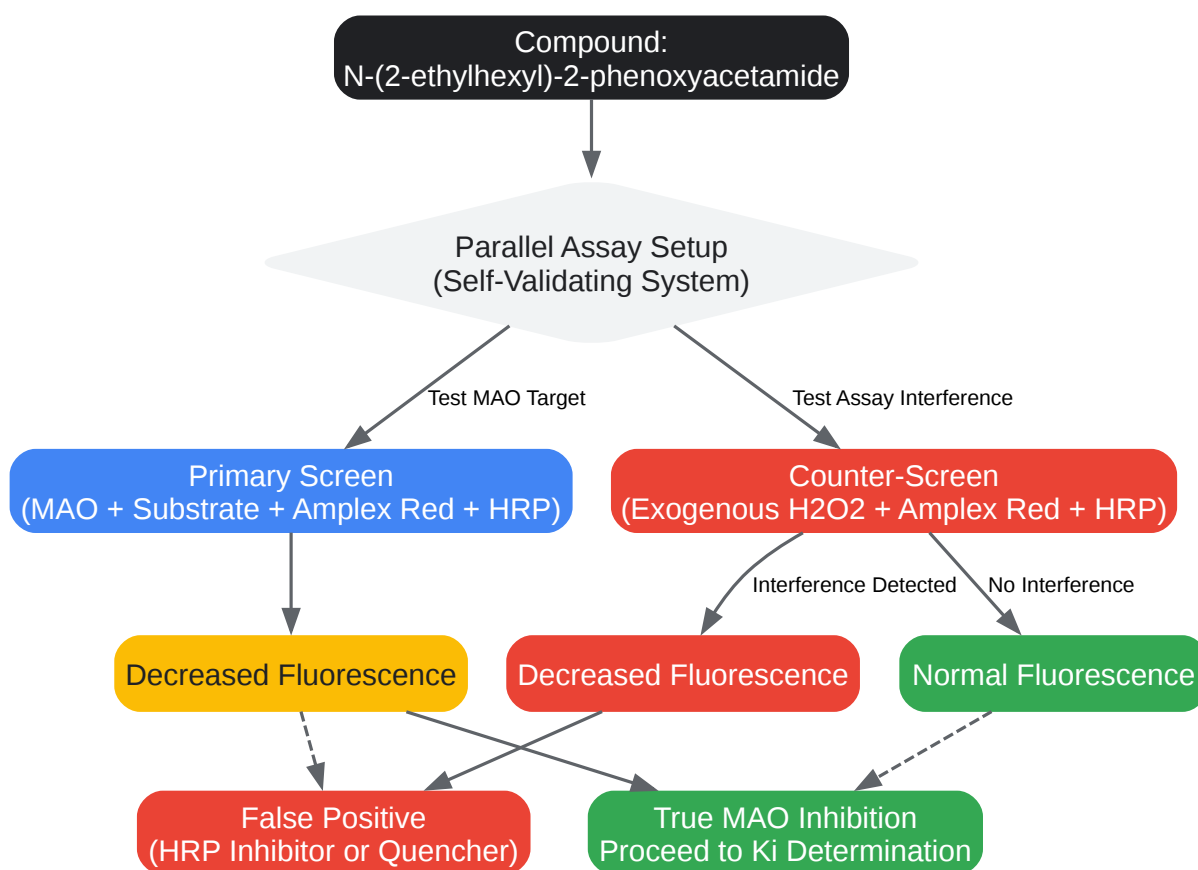 Compound:
N-(2-ethylhexyl)-2-phenoxyacetamide
Parallel Assay Setup
(Self-Validating System)
Test MAO Target
Test Assay Interference
Primary Screen
(MAO + Substrate + Amplex Red + HRP)
Counter-Screen
(Exogenous H2O2 + Amplex Red + HRP)
Interference Detected
No Interference
Decreased Fluorescence
Decreased Fluorescence
Normal Fluorescence
False Positive
(HRP Inhibitor or Quencher)
True MAO Inhibition
Proceed to Ki Determination